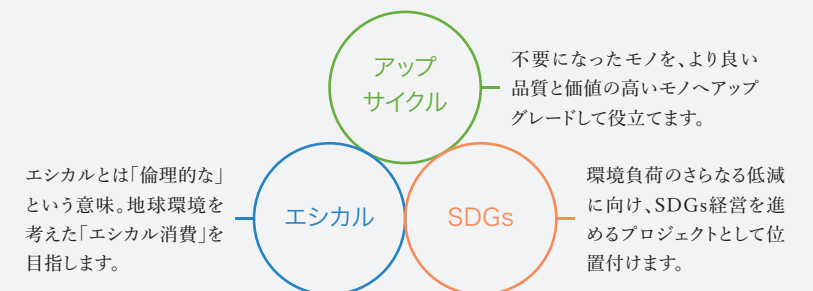 アップ
サイクル
不要になったモノを、より良い
品質と価値の高いモノへアップ
グレードして役立てます。
エシカルとは「倫理的な」
という意味。地球環境を
考えた「エシカル消費」を
目指します。
エシカル
SDGs
環境負荷のさらなる低減
に向け、SDGs経営を進
めるプロジェクトとして位
置付けます。